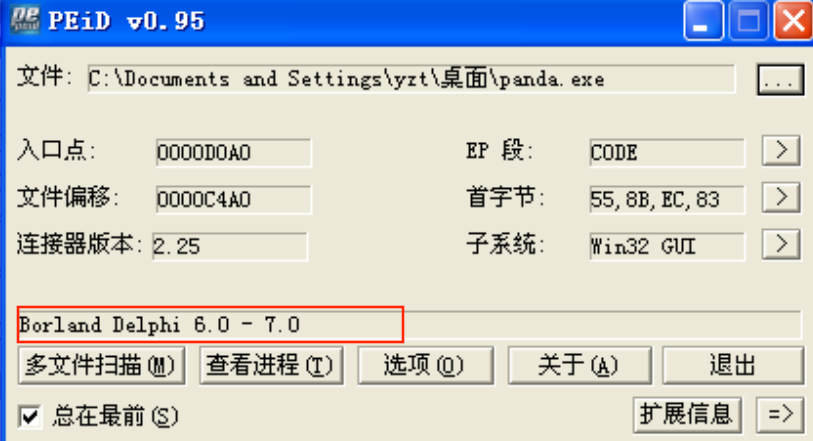 PEiD v0.95
文件: C:\Documents and Settings\yzt\桌面\panda.exe ...
入口点: 0000D0A0 EP 段: CODE >
文件偏移: 0000C4A0 首字节: 55,8B,EC,83 >
连接器版本: 2.25 子系统: Win32 GUI >
Borland Delphi 6.0 - 7.0
多文件扫描(M) 查看进程(T) 选项(O) 关于(A) 退出
总在最前(S) 扩展信息 =>